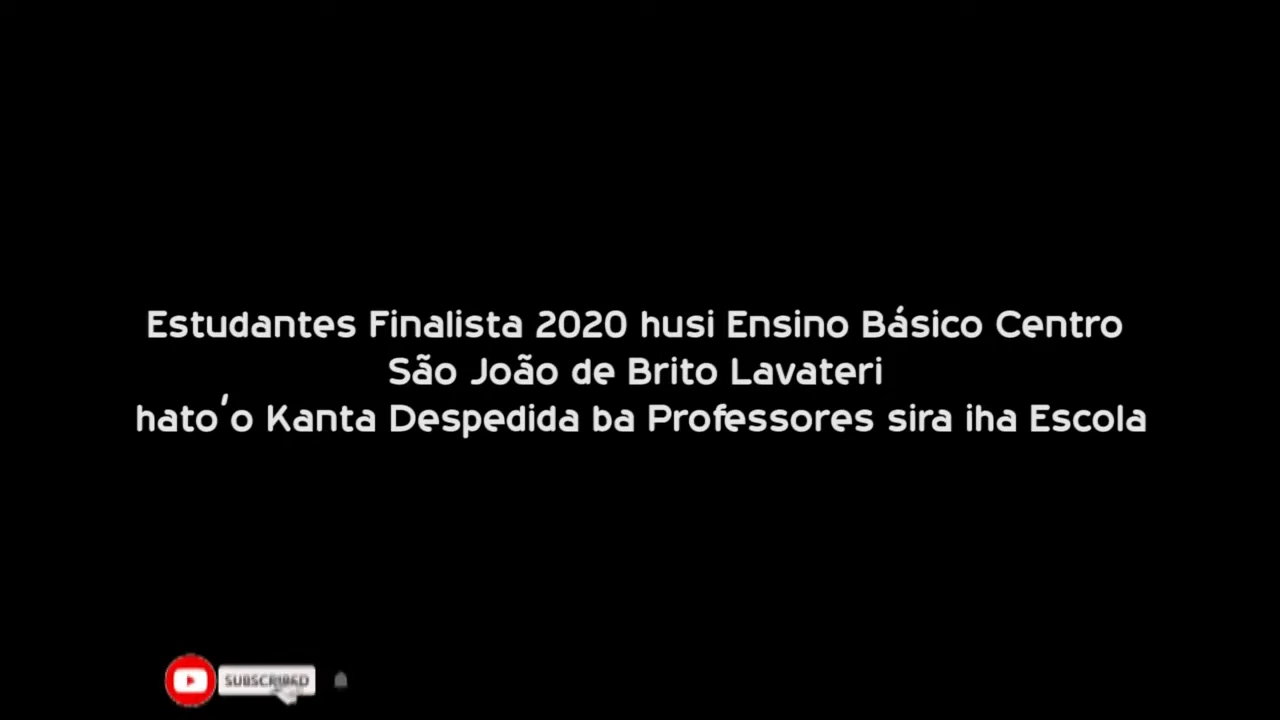 Estudantes Finalista 2020 husi Ensino Básico Centro
São João de Brito Lavateri
hato'o Kanta Despedida ba Professores sira iha Escola
SUBSCRIBED